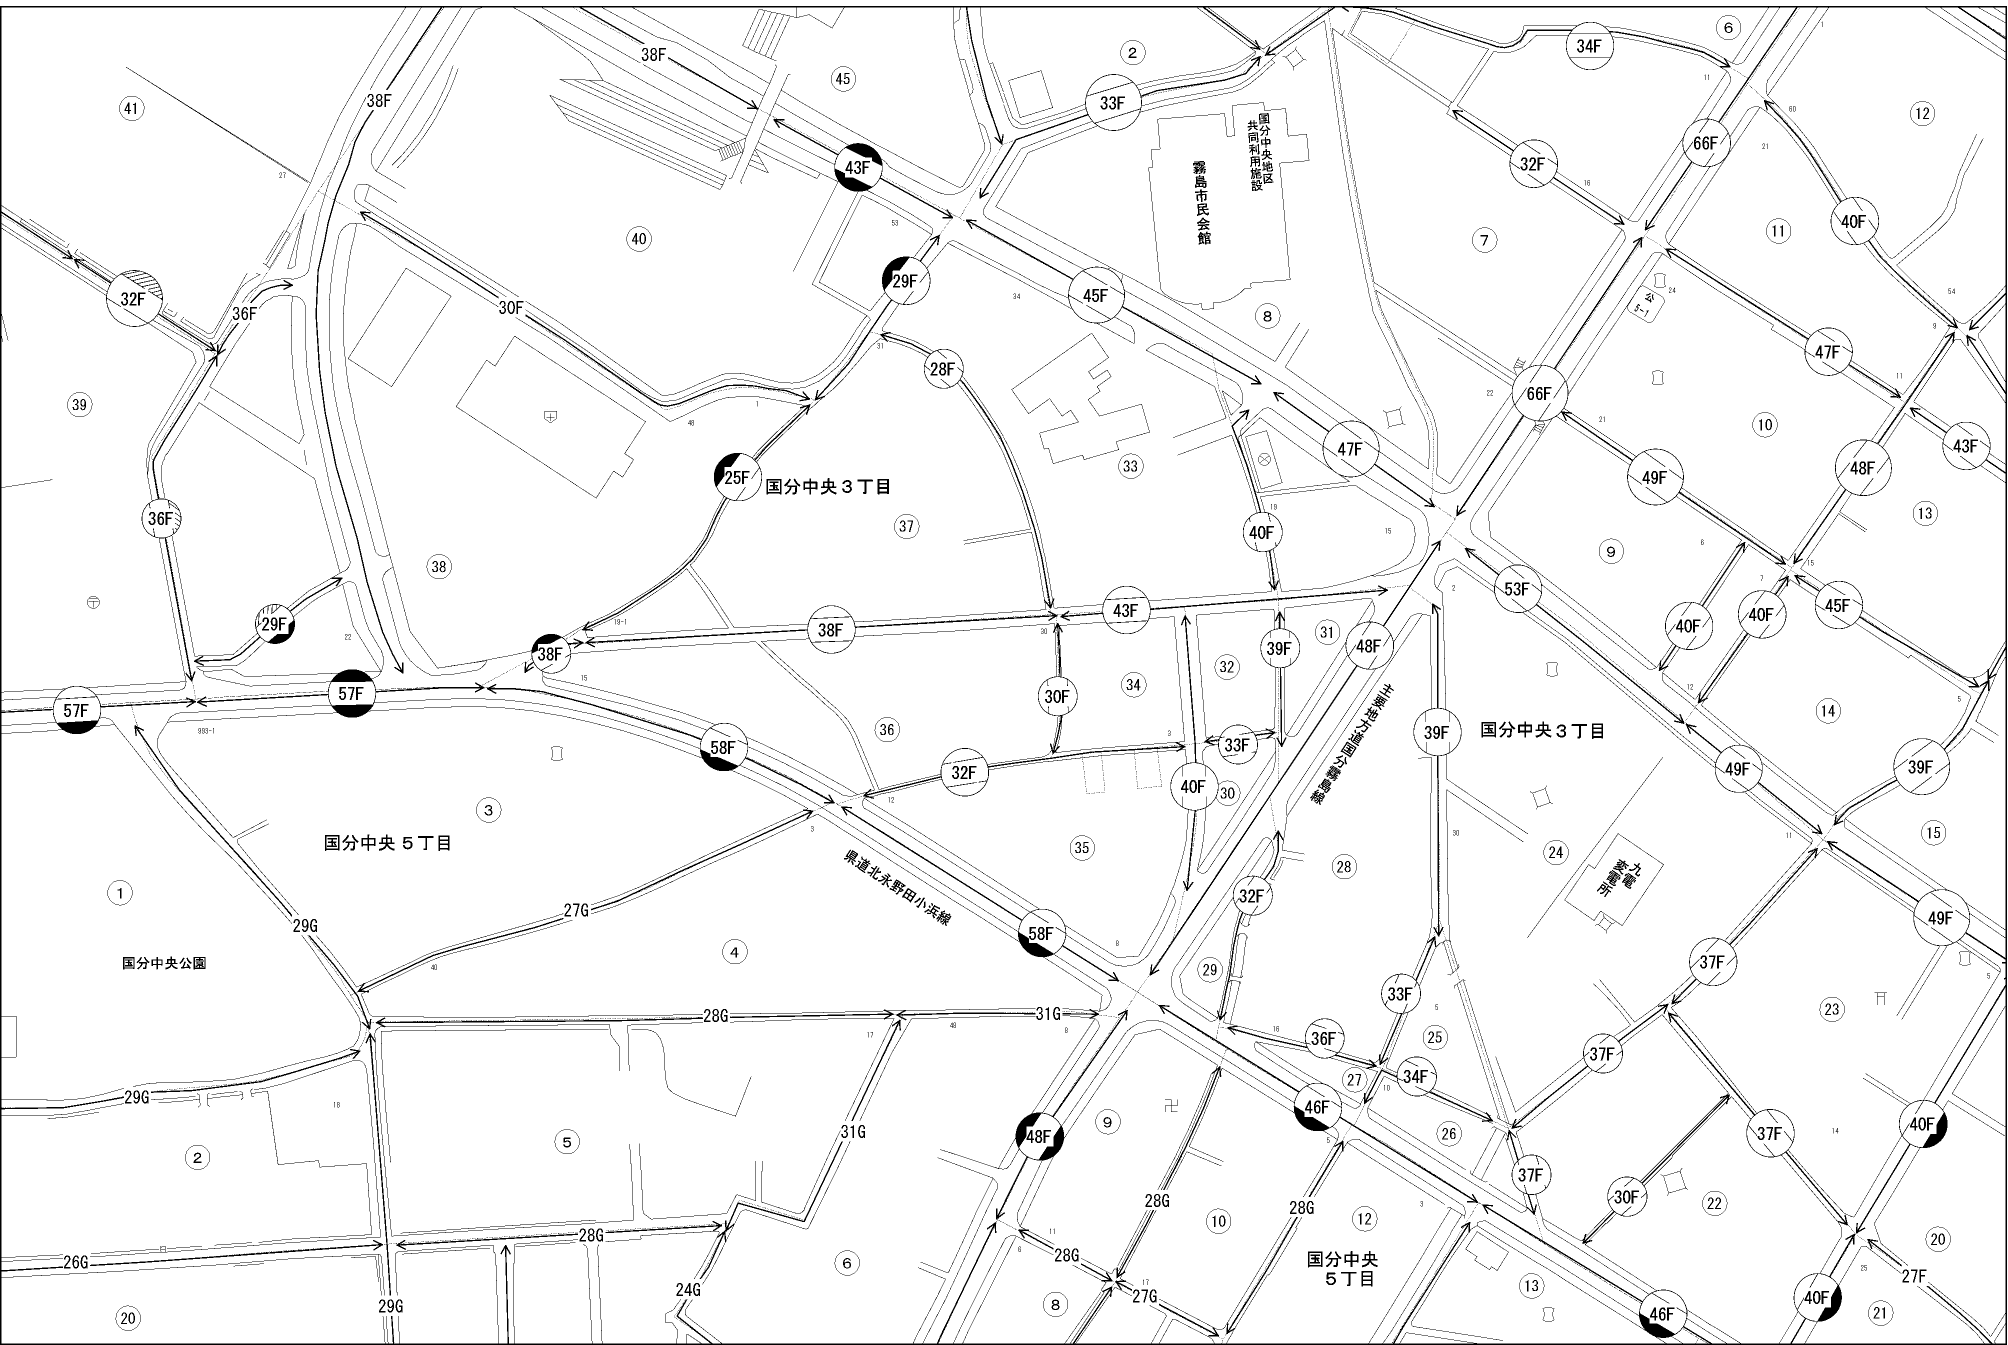 38F
45
2
34F
6
41
38F
33F
12
国分中央地区
共同利用施設
66F
43F
32F
霧島市民会館
40F
11
40
7
29F
32F
36F
30F
45F
8
公
5-1
47F
28F
66F
39
10
43F
33
47F
48F
49F
25F
国分中央3丁目
13
36F
37
40F
9
38
53F
43F
45F
29F
38F
40F
40F
31
48F
38F
39F
32
57F
34
30F
57F
主要地方道国分霧島線
39F
国分中央3丁目
14
36
58F
33F
32F
49F
39F
40F
30
3
国分中央 5丁目
15
35
県道北永野田小浜線
24
28
九電
変電所
1
32F
27G
49F
29G
58F
国分中央公園
4
29
37F
33F
23
28G
31G
36F
25
37F
34F
27
29G
46F
9
40F
31G
48F
26
37F
5
2
37F
28G
30F
22
28G
10
12
28G
20
28G
26G
国分中央
5丁目
6
27F
13
24G
27G
40F
29G
8
46F
21
20